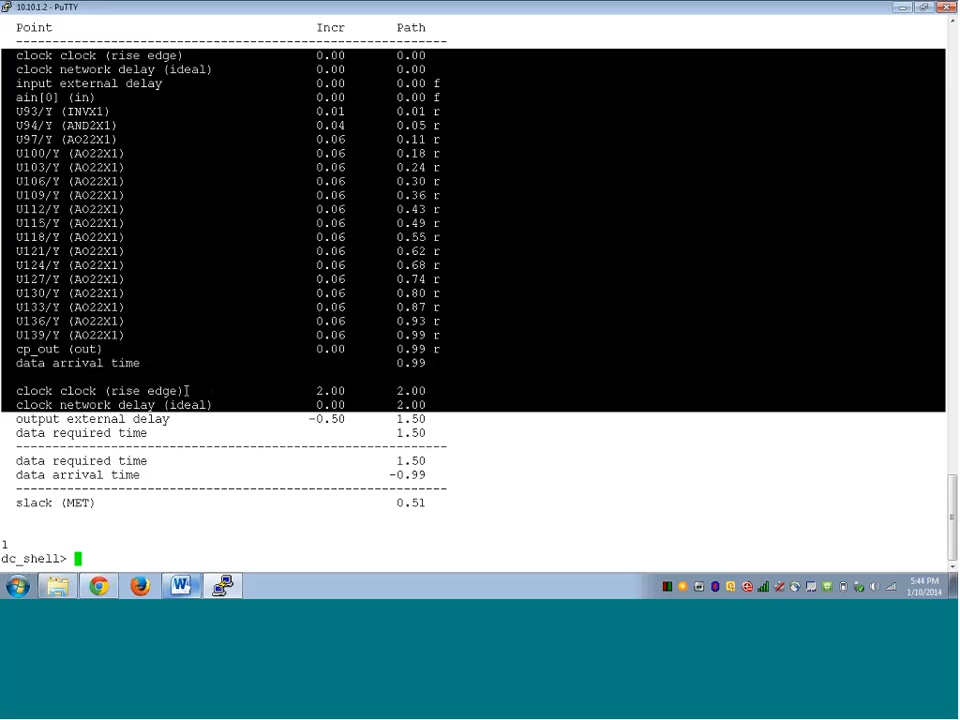 10.10.1.2 - PuTTY
Point Incr Path
-----------------------------------------------------------
clock clock (rise edge) 0.00 0.00
clock network delay (ideal) 0.00 0.00
input external delay 0.00 0.00 f
ain[0] (in) 0.00 0.00 f
U93/Y (INVX1) 0.01 0.01 r
U94/Y (AND2X1) 0.04 0.05 r
U97/Y (AO22X1) 0.06 0.11 r
U100/Y (AO22X1) 0.06 0.18 r
U103/Y (AO22X1) 0.06 0.24 r
U106/Y (AO22X1) 0.06 0.30 r
U109/Y (AO22X1) 0.06 0.36 r
U112/Y (AO22X1) 0.06 0.43 r
U115/Y (AO22X1) 0.06 0.49 r
U118/Y (AO22X1) 0.06 0.55 r
U121/Y (AO22X1) 0.06 0.62 r
U124/Y (AO22X1) 0.06 0.68 r
U127/Y (AO22X1) 0.06 0.74 r
U130/Y (AO22X1) 0.06 0.80 r
U133/Y (AO22X1) 0.06 0.87 r
U136/Y (AO22X1) 0.06 0.93 r
U139/Y (AO22X1) 0.06 0.99 r
cp_out (out) 0.00 0.99 r
data arrival time 0.99
clock clock (rise edge) 2.00 2.00
clock network delay (ideal) 0.00 2.00
output external delay -0.50 1.50
data required time 1.50
-----------------------------------------------------------
data required time 1.50
data arrival time -0.99
-----------------------------------------------------------
slack (MET) 0.51
1
dc_shell>
5:44 PM
1/10/2014